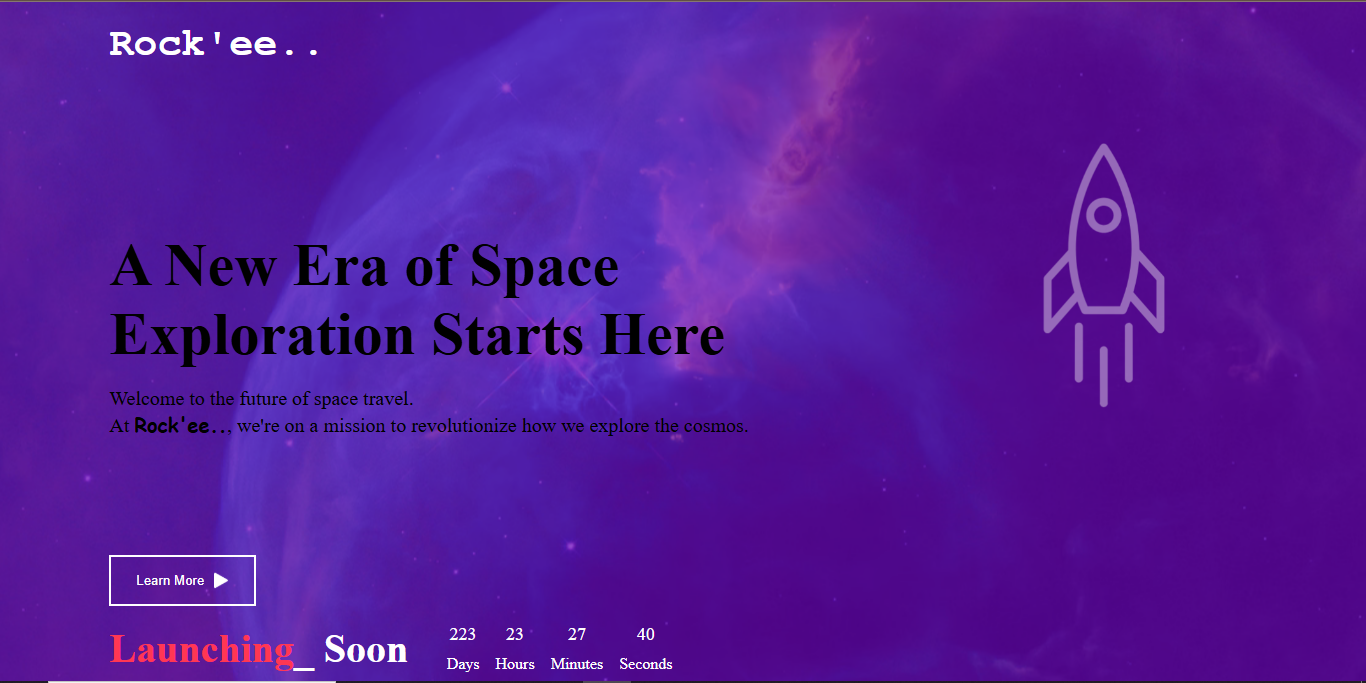 Rock'ee..
A New Era of Space
Exploration Starts Here
Welcome to the future of space travel.
At Rock'ee.., we're on a mission to revolutionize how we explore the cosmos.
Learn More
Launching_ Soon
223 23 27 40
Days Hours Minutes Seconds